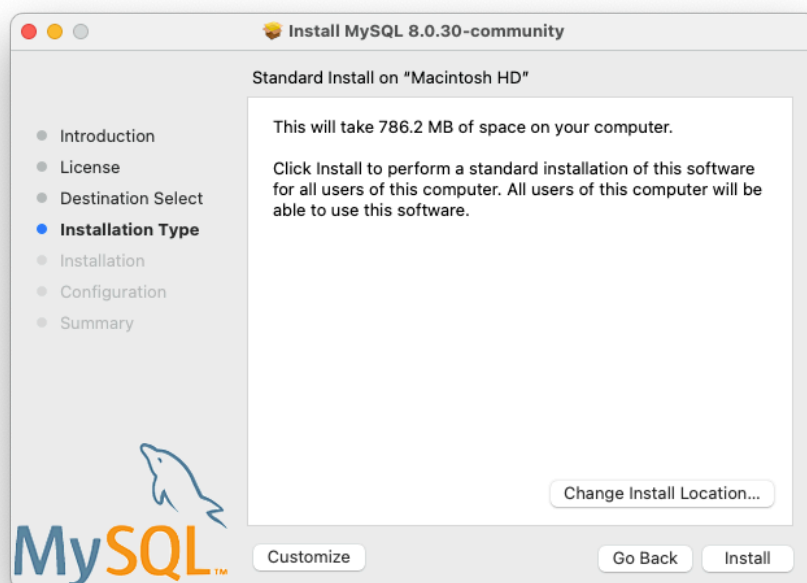 Install MySQL 8.0.30-community
Standard Install on “Macintosh HD”
Introduction
License
Destination Select
Installation Type
Installation
Configuration
Summary
This will take 786.2 MB of space on your computer.
Click Install to perform a standard installation of this software
for all users of this computer. All users of this computer will be
able to use this software.
Change Install Location...
MySQL™
Customize
Go Back
Install